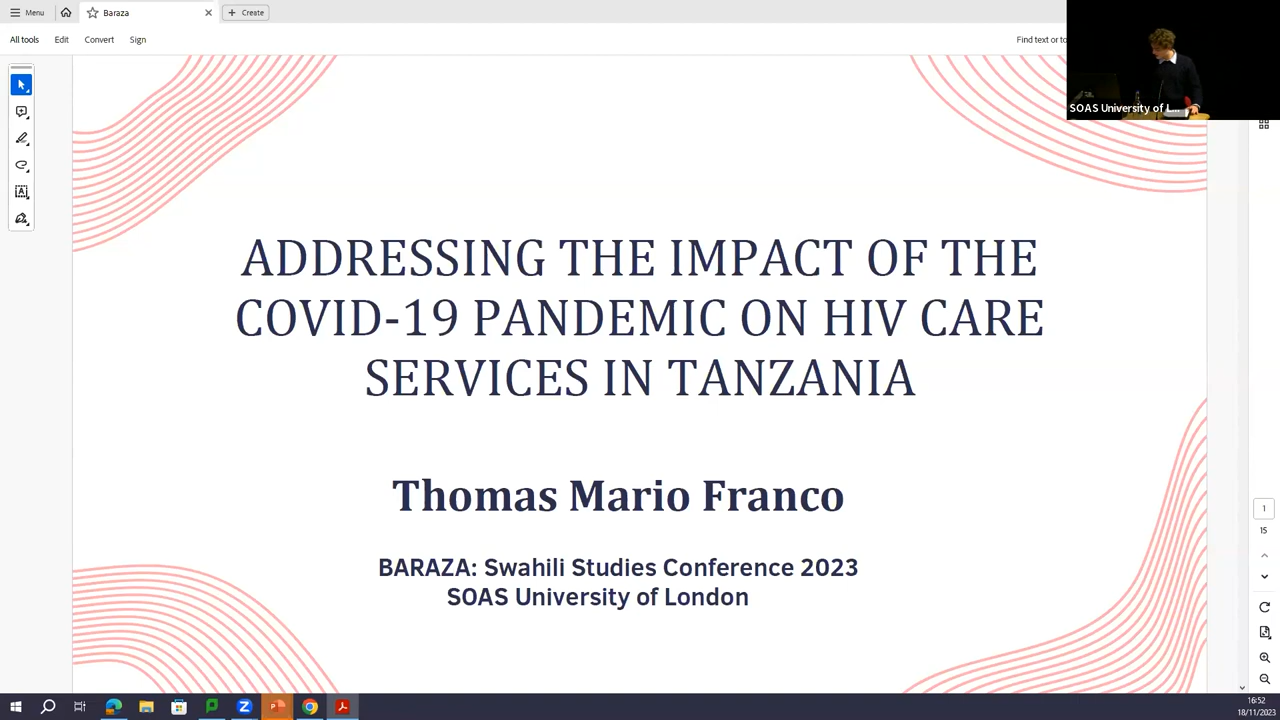 Menu
Baraza
Create
All tools
Edit
Convert
Sign
Find text or to
SOAS University of L...
ADDRESSING THE IMPACT OF THE
COVID-19 PANDEMIC ON HIV CARE
SERVICES IN TANZANIA
Thomas Mario Franco
BARAZA: Swahili Studies Conference 2023
SOAS University of London
1
15
16:52
18/11/2023